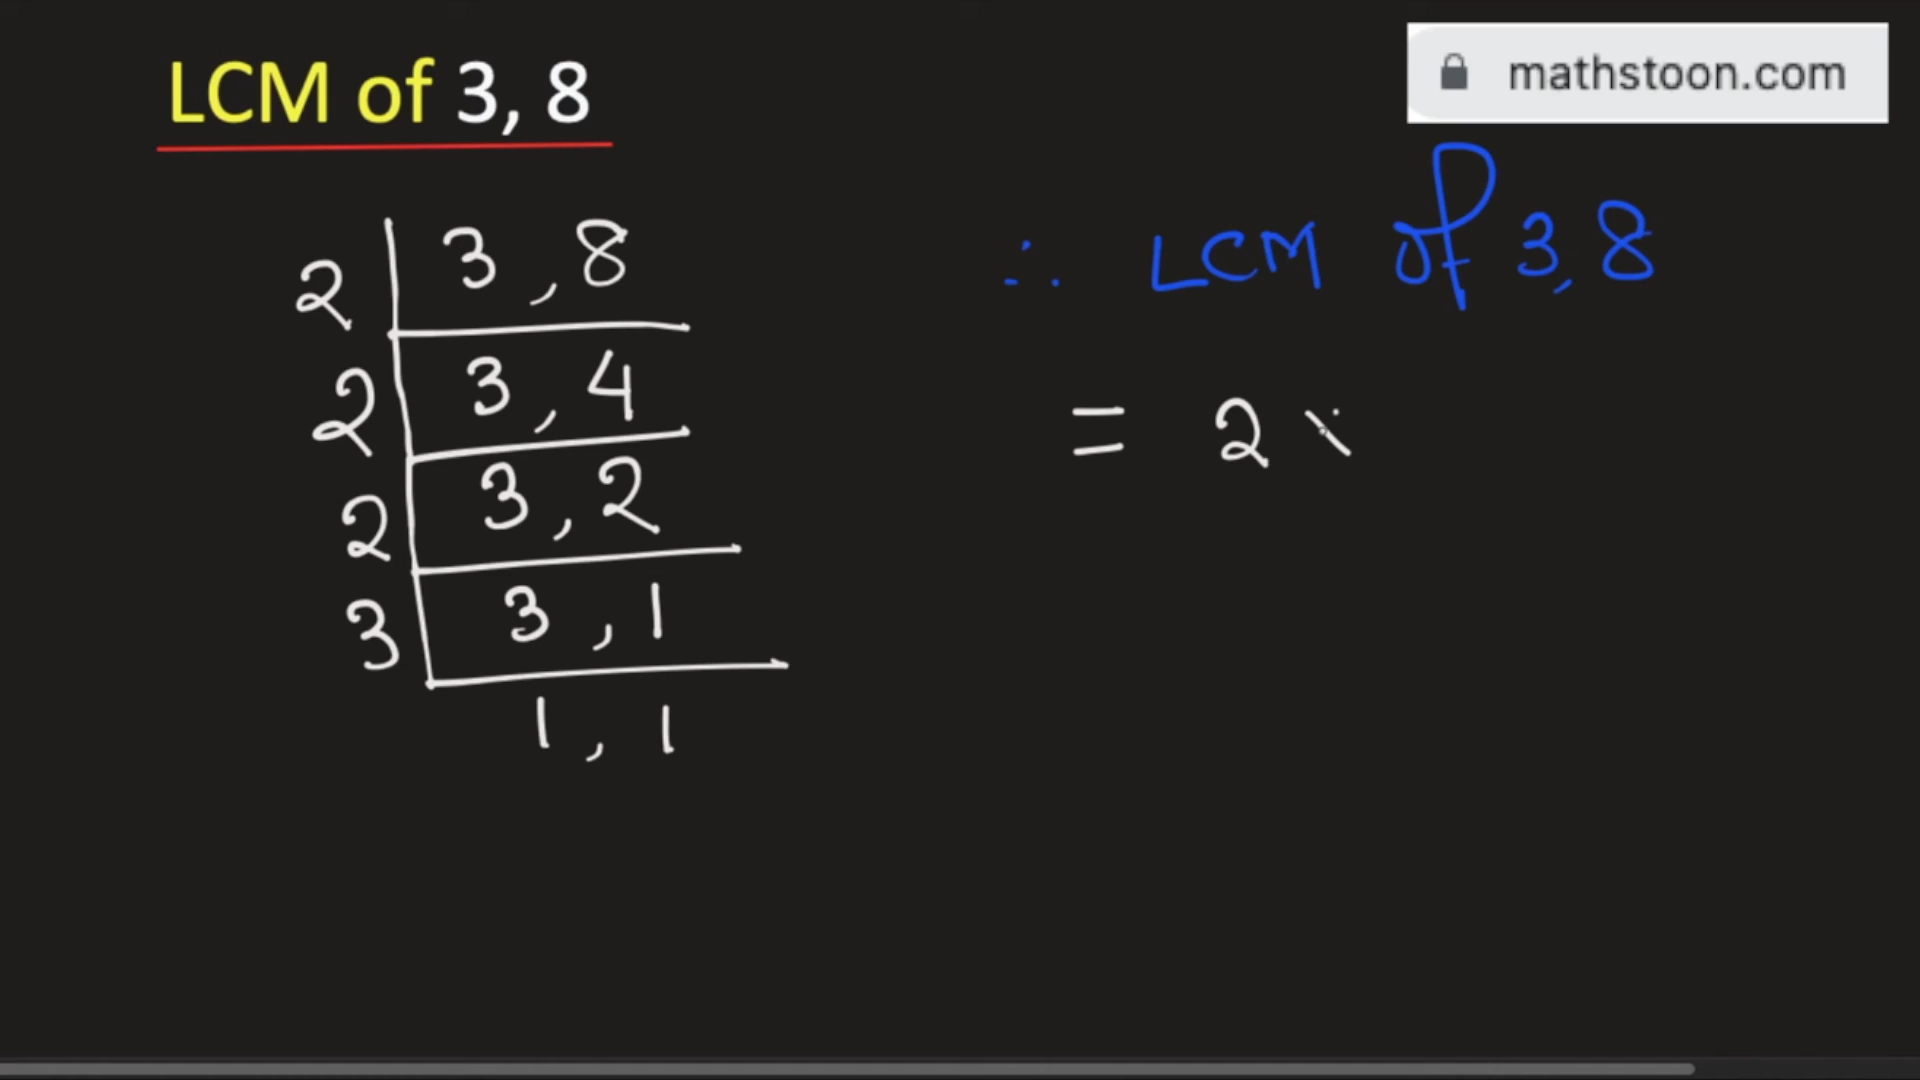 LCM of 3, 8
mathstoon.com
2 3 , 8
2 3 , 4
2 3 , 2
3 3 , 1
1 , 1
∴ LCM of 3, 8
= 2 ×